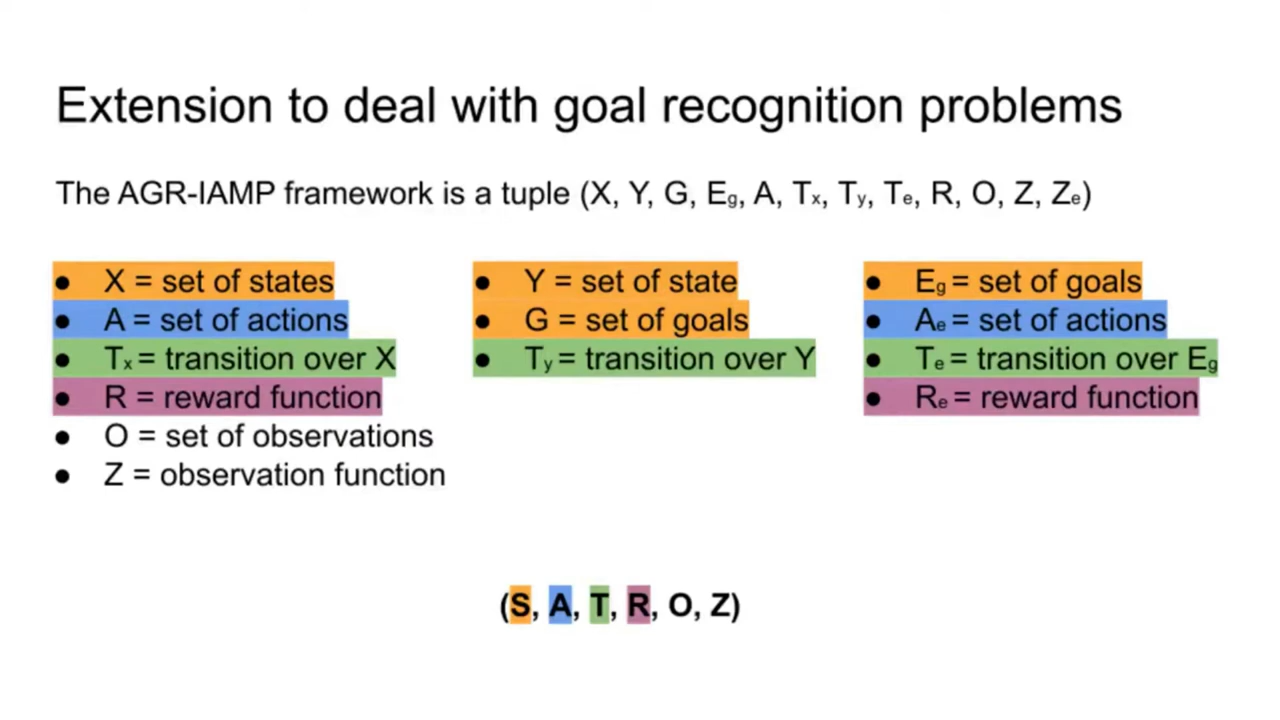 Extension to deal with goal recognition problems
The AGR-IAMP framework is a tuple (X, Y, G, Eg, A, Tx, Ty, Te, R, O, Z, Ze)
● X = set of states
● A = set of actions
● Tx = transition over X
● R = reward function
● O = set of observations
● Z = observation function
● Y = set of state
● G = set of goals
● Ty = transition over Y
● Eg = set of goals
● Ae = set of actions
● Te = transition over Eg
● Re = reward function
(S, A, T, R, O, Z)